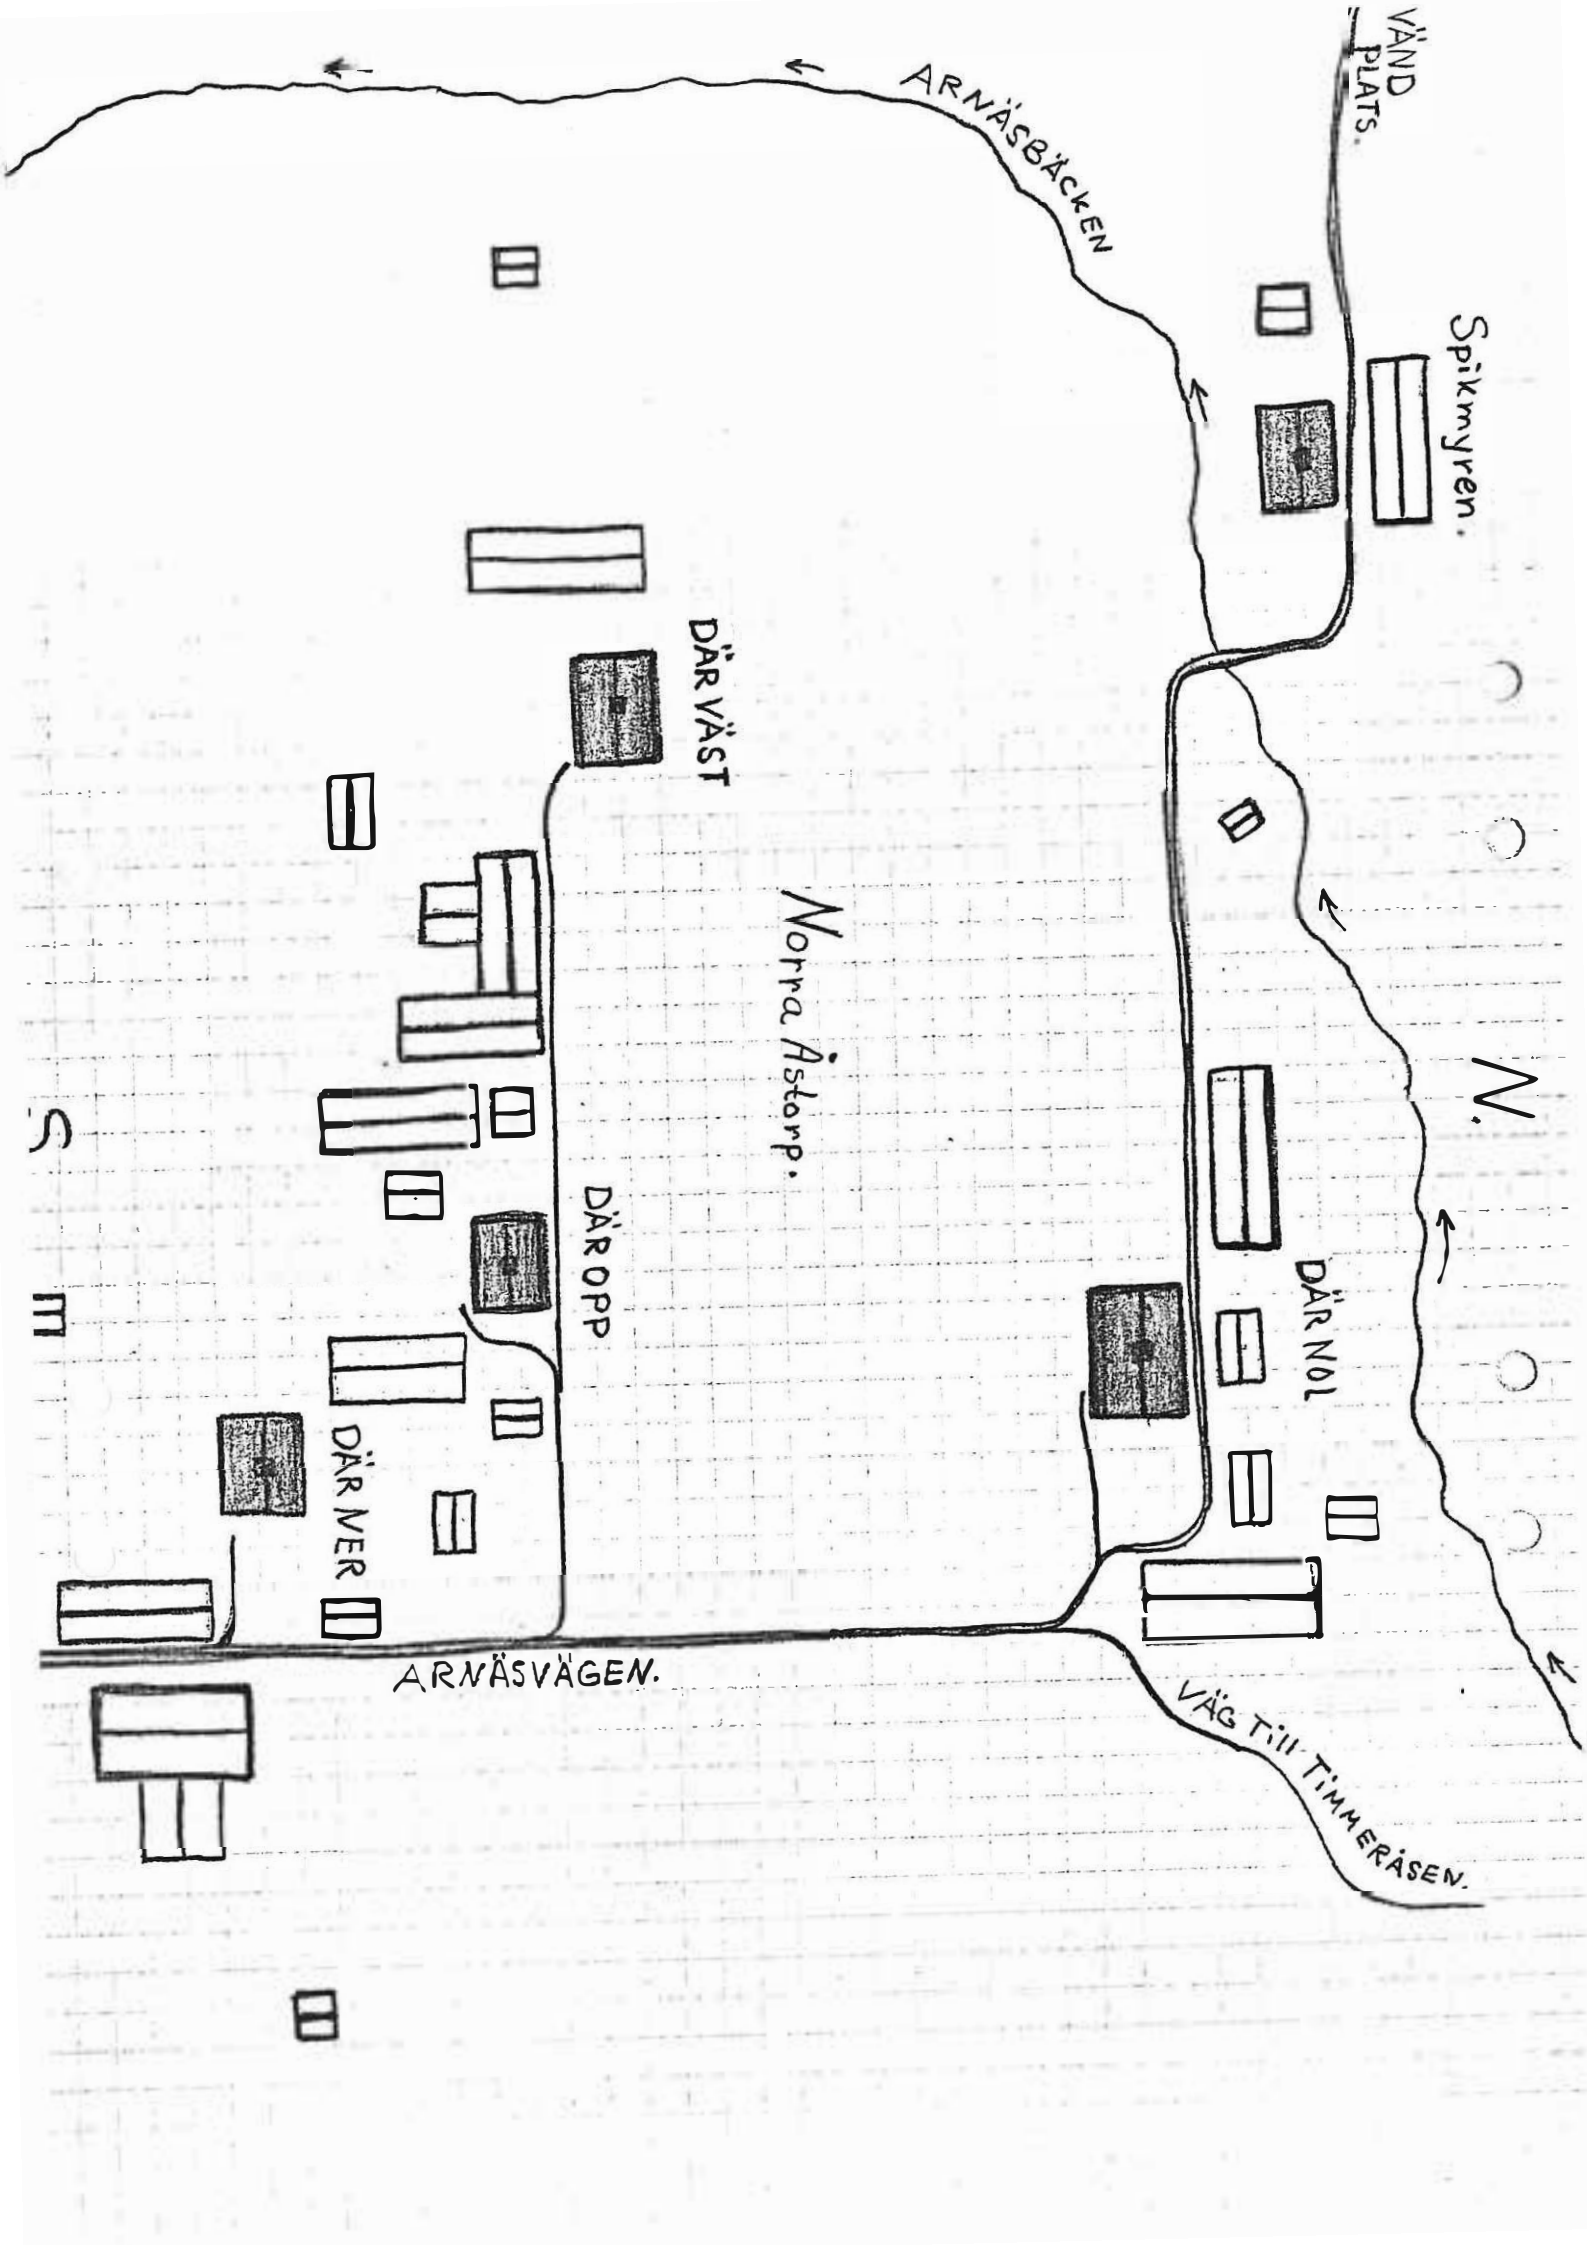 VÄND
PLATS.
ARNÄSBÄCKEN
Spikmyren.
DÄR VÄST
Norra Åstorp.
N.
S
DÄR OPP
DÄR NOL
m
DÄR NER
ARNÄSVÄGEN.
VÄG Till TIMMERÅSEN.